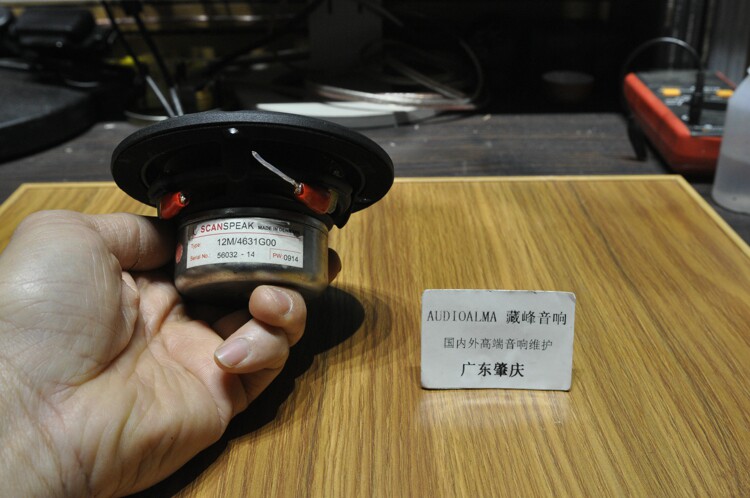 SCANSPEAK MADE IN DENMARK
Type: 12M/4631G00
Serial No. 56032 - 14 PW:0914
AUDIOALMA 藏峰音响
国内外高端音响维护
广东肇庆